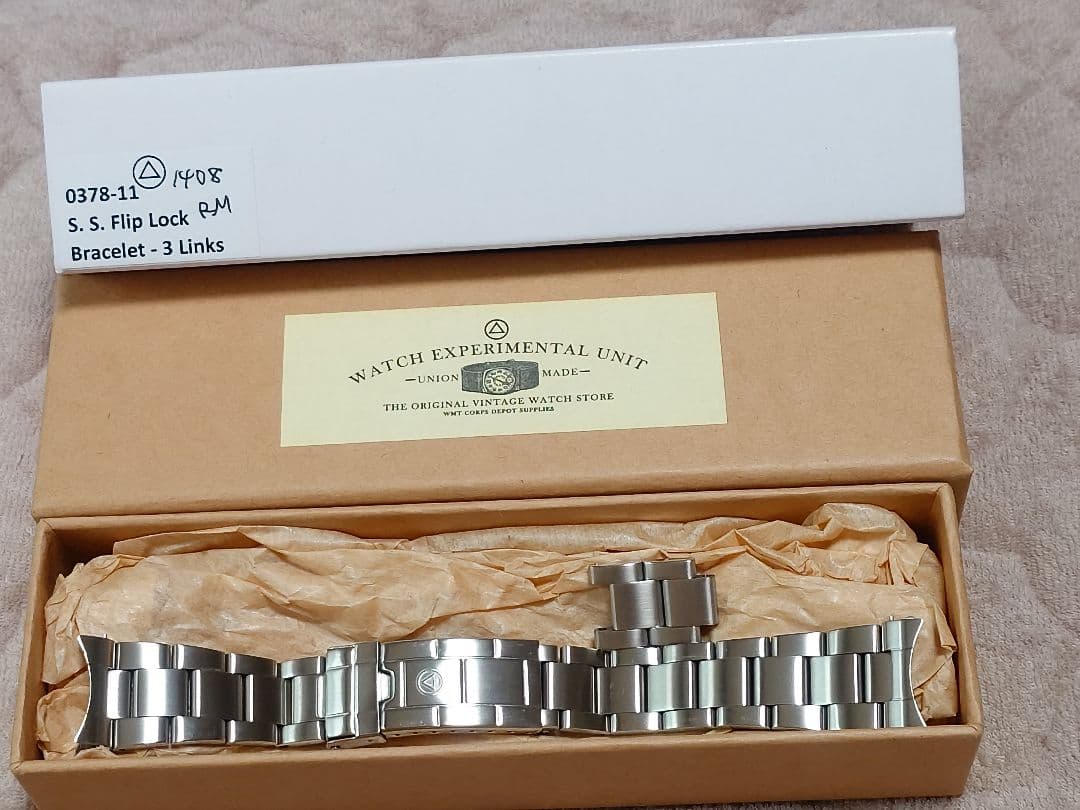 1408
0378-11
S. S. Flip Lock RM
Bracelet - 3 Links
WATCH EXPERIMENTAL UNIT
-UNION MADE-
THE ORIGINAL VINTAGE WATCH STORE
WMT CORPS DEPOT SUPPLIES